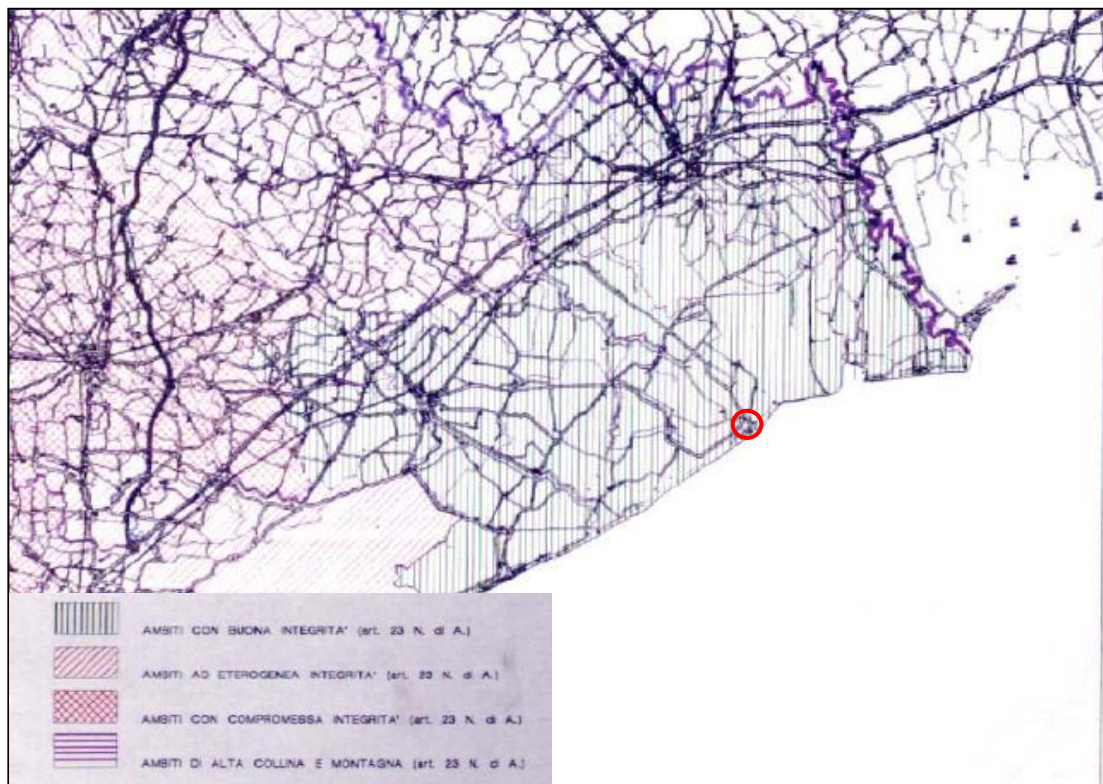 AMBITI CON BUONA INTEGRITA' (art. 23 N. di A.)
AMBITI AD ETEROGENEA INTEGRITA' (art. 23 N. di A.)
AMBITI CON COMPROMESSA INTEGRITA' (art. 23 N. di A.)
AMBITI DI ALTA COLLINA E MONTAGNA (art. 23 N. di A.)